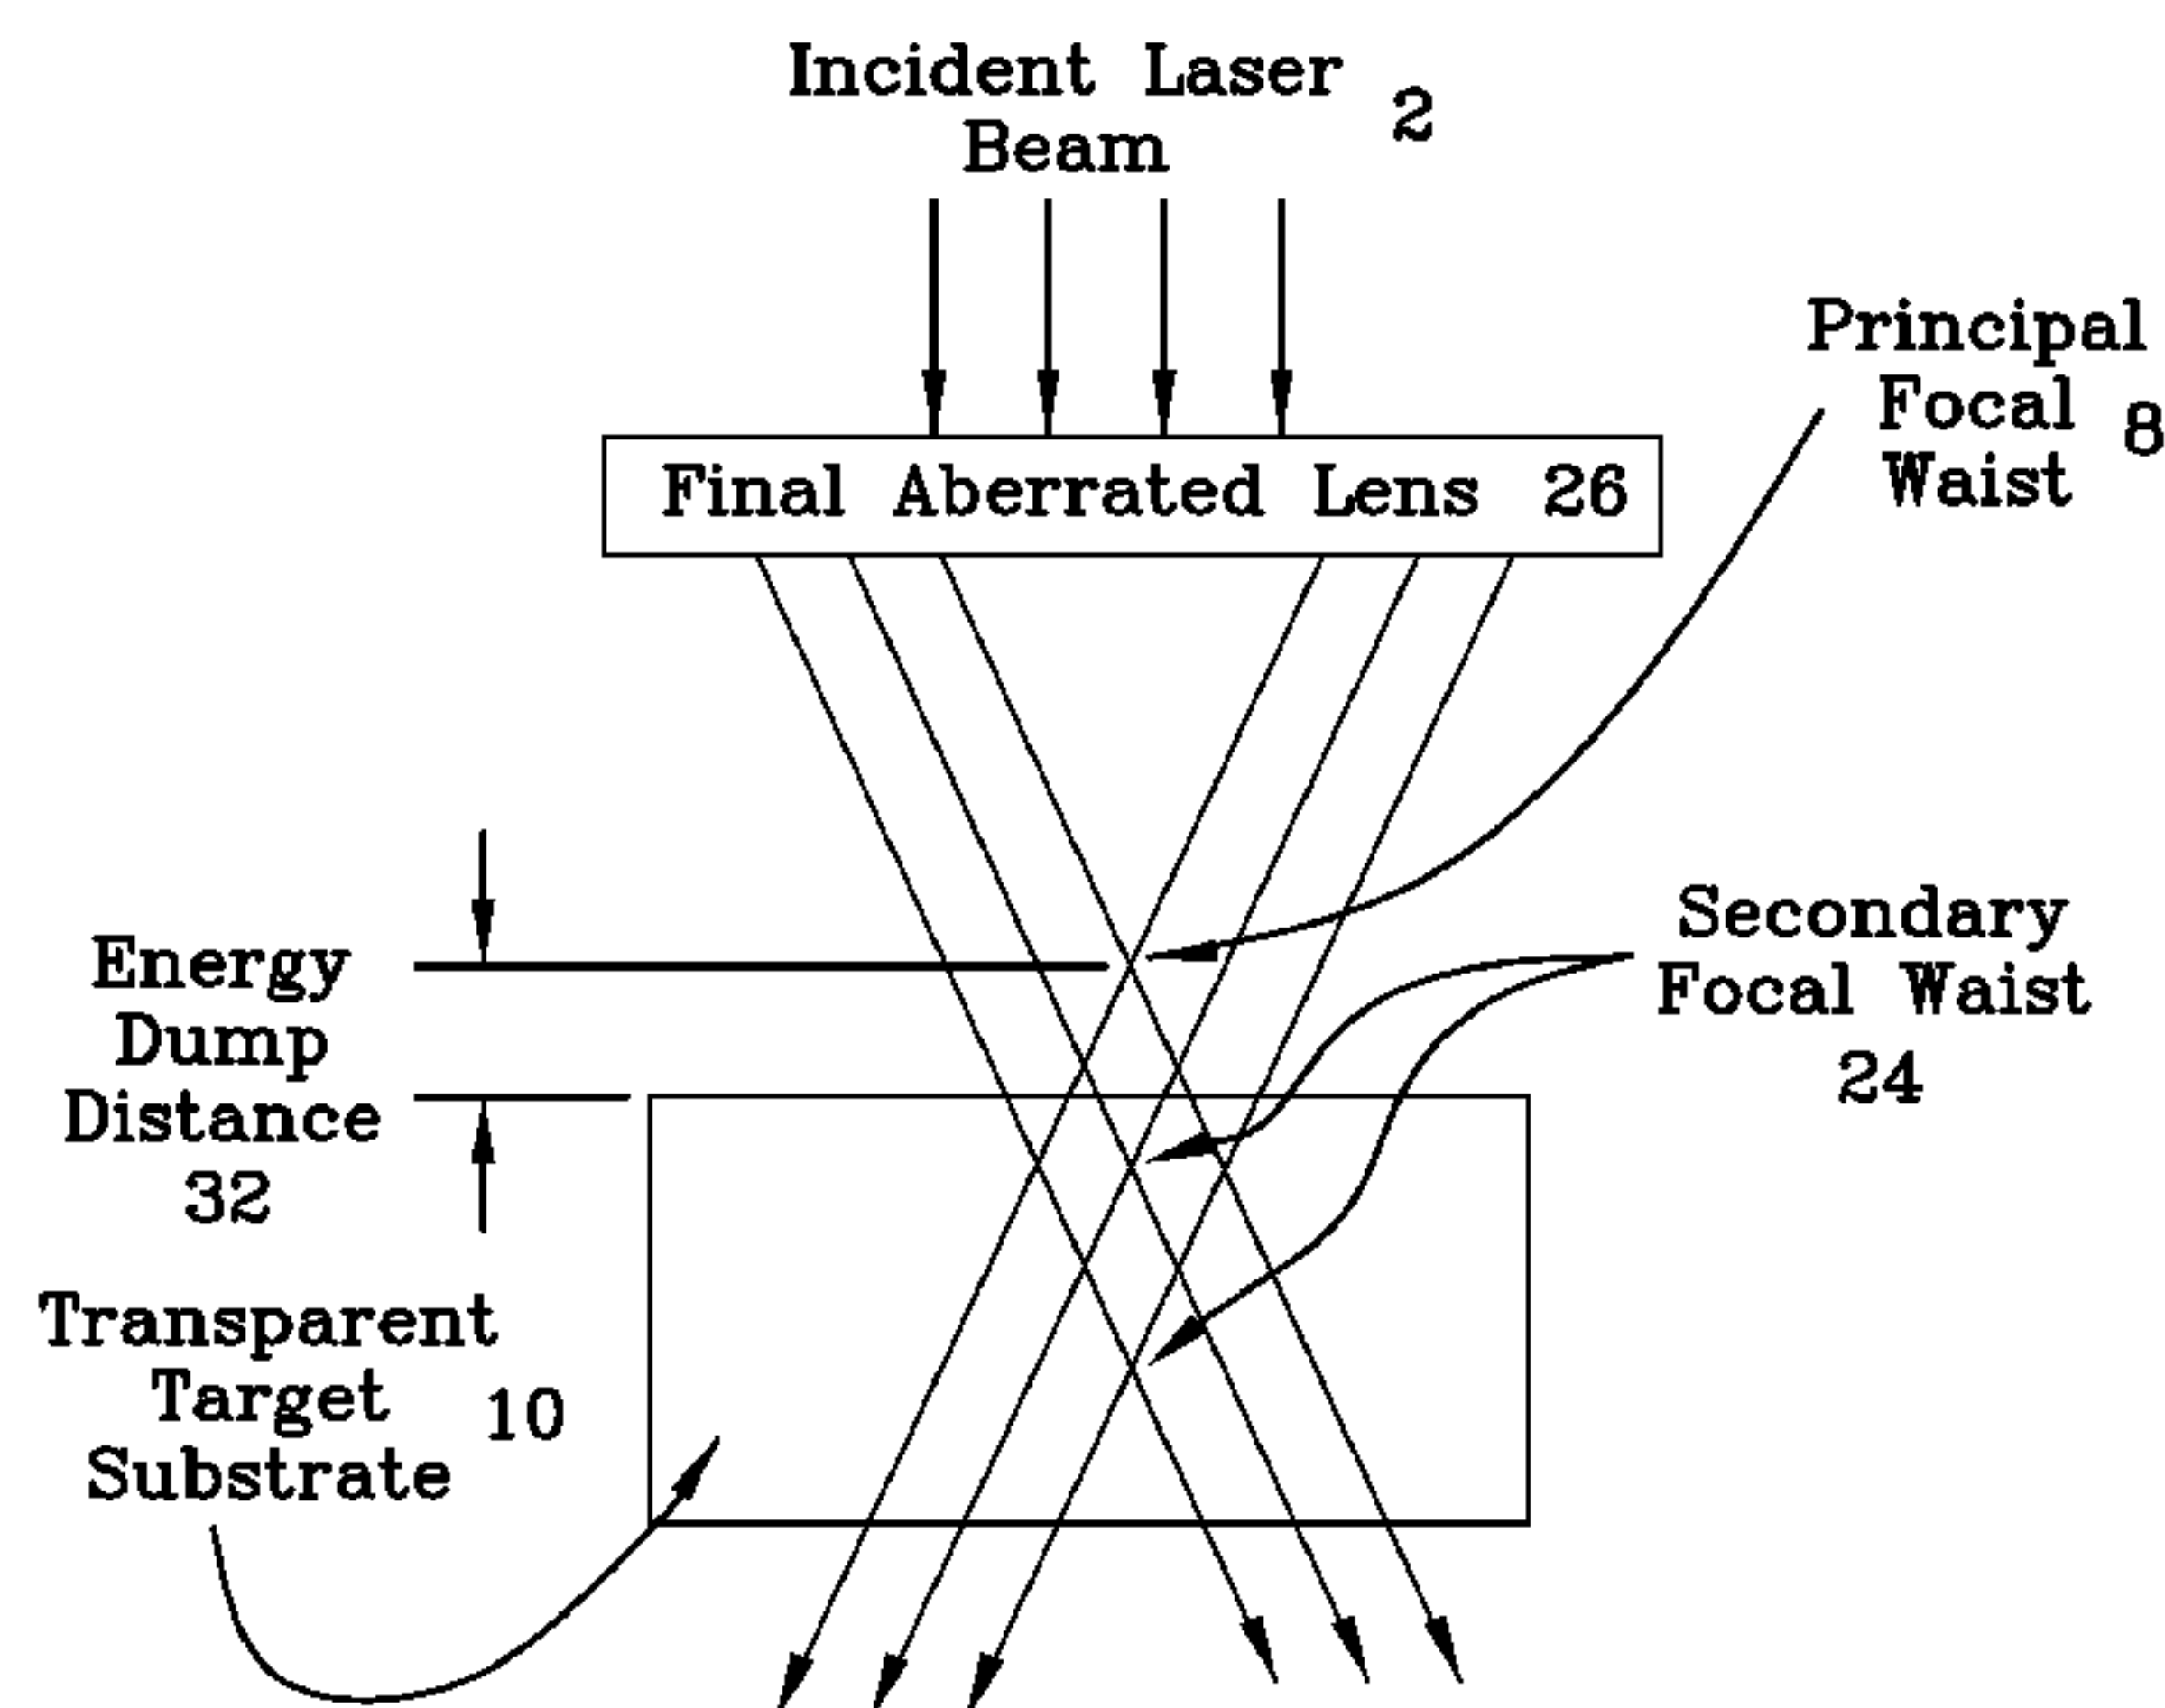 Incident Laser
Beam 2
Final Aberrated Lens 26
Principal
Focal 8
Waist
Energy
Dump
Distance
32
Secondary
Focal Waist
24
Transparent
Target 10
Substrate